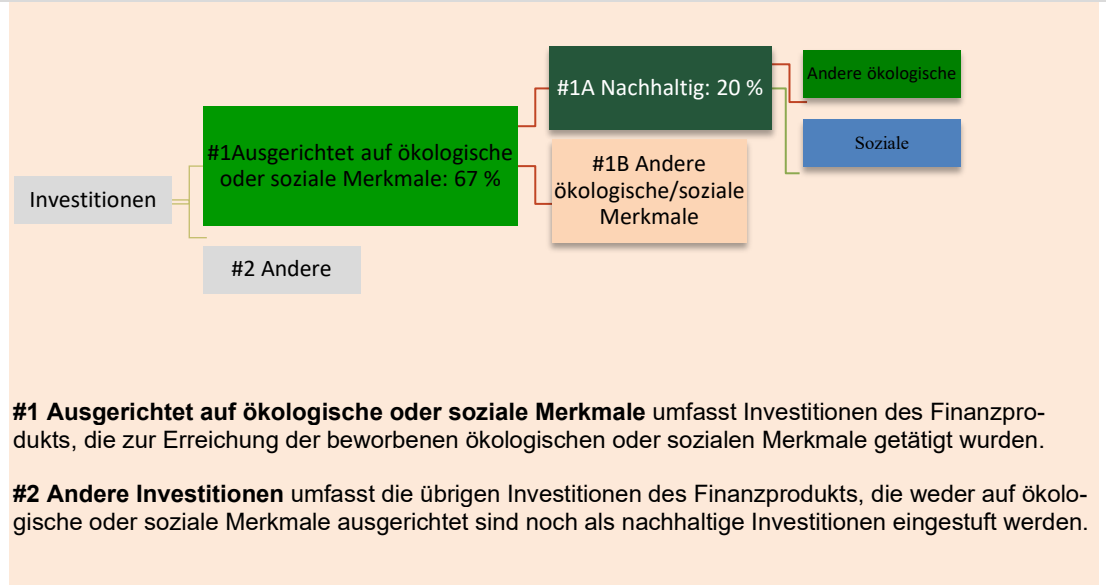 Investitionen
#1Ausgerichtet auf ökologische
oder soziale Merkmale: 67 %
#2 Andere
#1A Nachhaltig: 20 %
#1B Andere
ökologische/soziale
Merkmale
Andere ökologische
Soziale
#1 Ausgerichtet auf ökologische oder soziale Merkmale umfasst Investitionen des Finanzpro-
dukts, die zur Erreichung der beworbenen ökologischen oder sozialen Merkmale getätigt wurden.
#2 Andere Investitionen umfasst die übrigen Investitionen des Finanzprodukts, die weder auf ökolo-
gische oder soziale Merkmale ausgerichtet sind noch als nachhaltige Investitionen eingestuft werden.